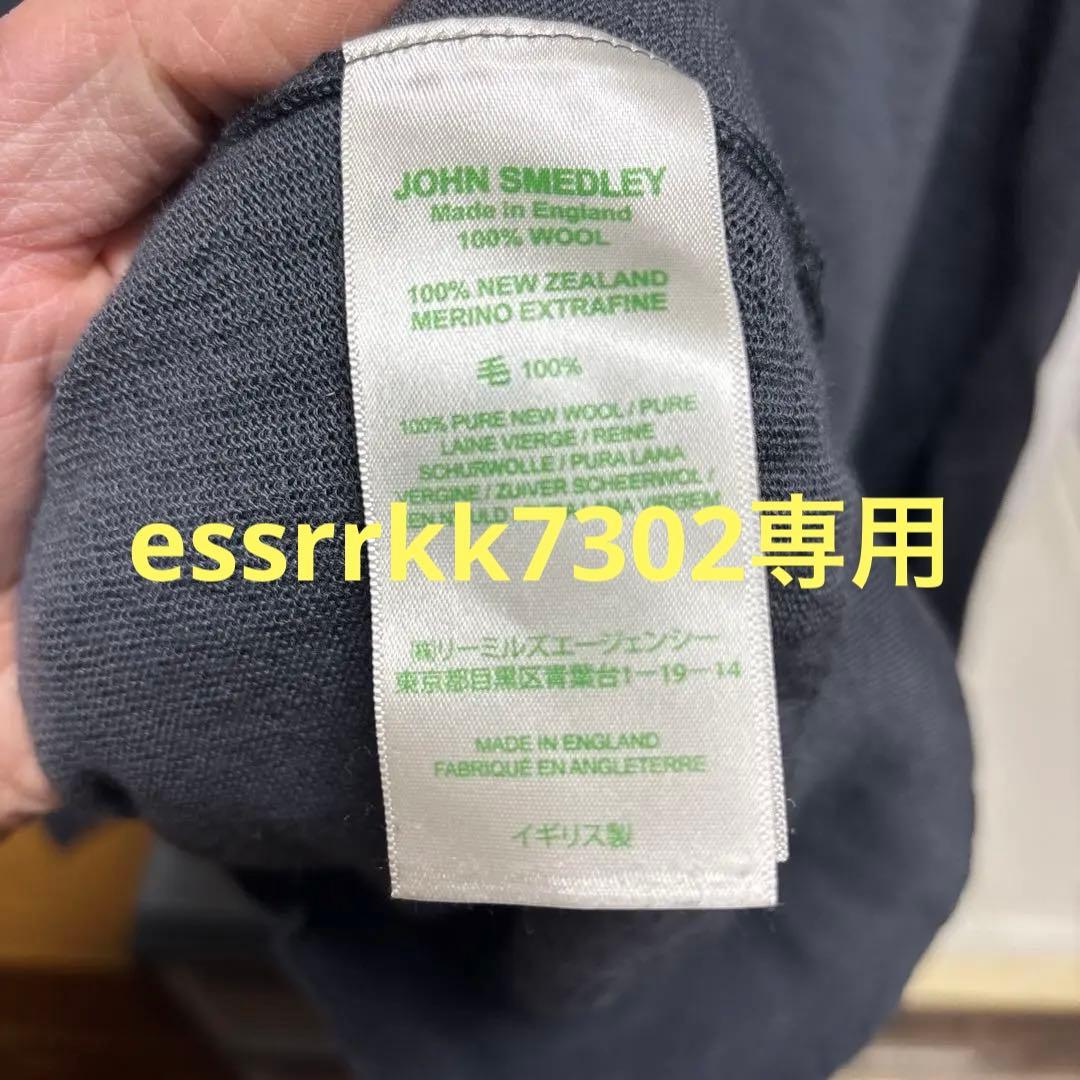 JOHN SMEDLEY
Made in England
100% WOOL
100% NEW ZEALAND
MERINO EXTRAFINE
毛 100%
100% PURE NEW WOOL / PURE
LAINE VIERGE / REINE
SCHURWOLLE / PURA LANA
VERGINE / ZUIVER SCHEERWOL /
LANA VIRGEM
essrrkk7302専用
㈱リーミルズエージェンシー
東京都目黒区青葉台1-19-14
MADE IN ENGLAND
FABRIQUÉ EN ANGLETERRE
イギリス製